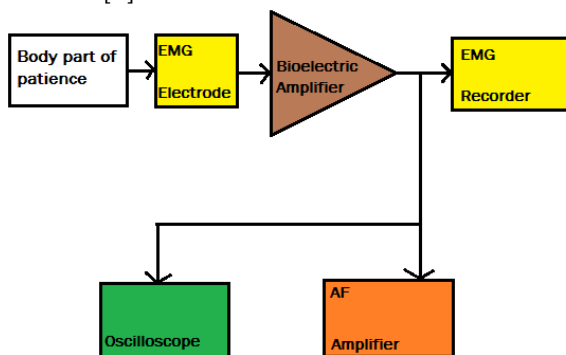 Body part of
patience
EMG
Electrode
Bioelectric
Amplifier
EMG
Recorder
Oscilloscope
AF
Amplifier